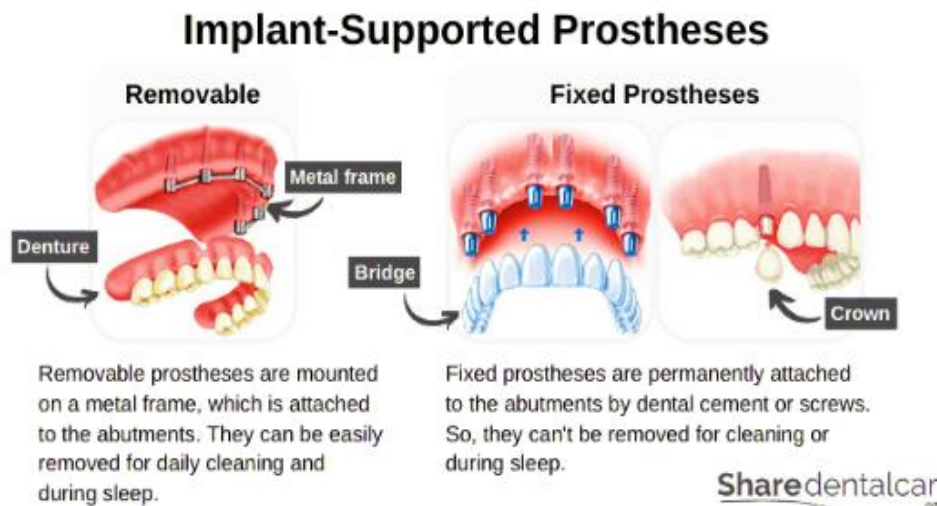 Implant-Supported Prostheses
Removable
Fixed Prostheses
Metal frame
Denture
Bridge
Crown
Removable prostheses are mounted
on a metal frame, which is attached
to the abutments. They can be easily
removed for daily cleaning and
during sleep.
Fixed prostheses are permanently attached
to the abutments by dental cement or screws.
So, they can't be removed for cleaning or
during sleep.
Sharedentalcar